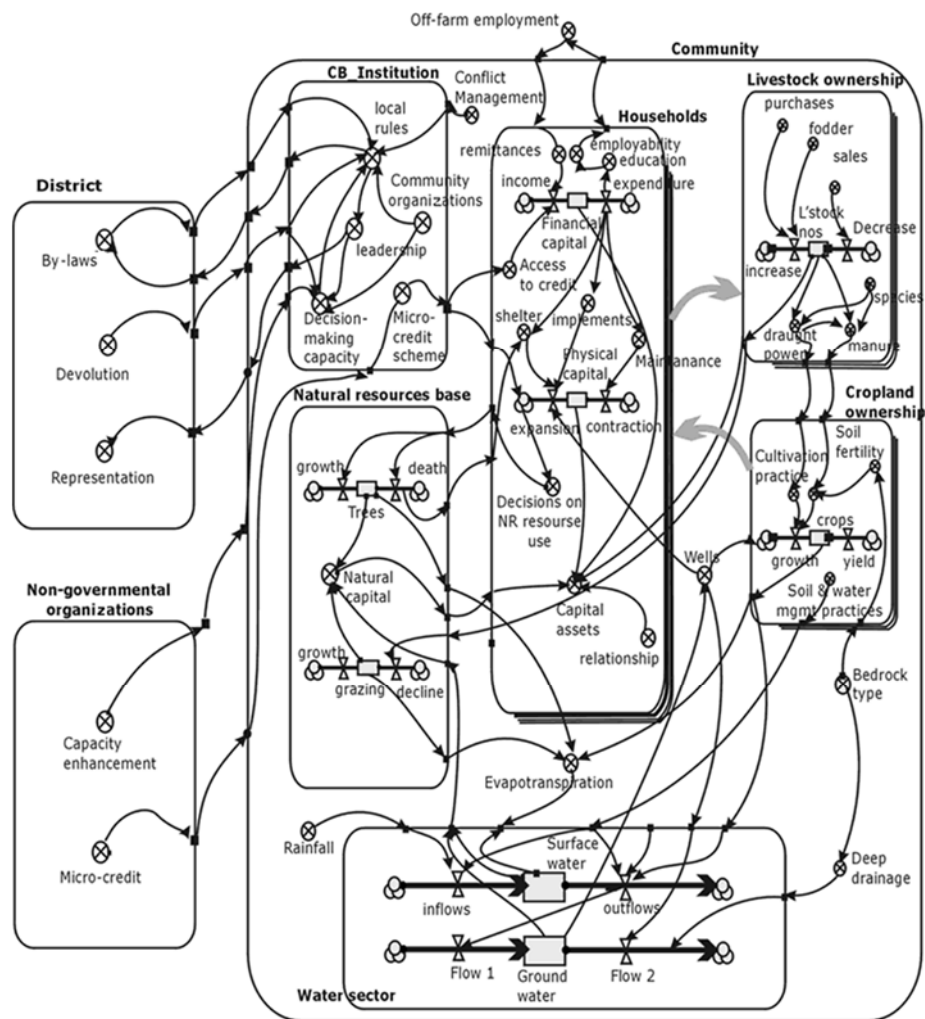 Off-farm employment
Community
CB_Institution
Conflict
Management
local
rules
Community
organizations
leadership
Decision-
making
capacity
Micro-
credit
scheme
District
By-laws
Devolution
Representation
Non-governmental
organizations
Capacity
enhancement
Micro-credit
Households
remittances
employability
education
income
expenditure
Financial
capital
Access
to credit
shelter
implements
Physical
capital
Maintanance
expansion
contraction
Decisions on
NR resourse
use
Capital
assets
relationship
Livestock ownership
purchases
fodder
sales
L'stock
nos
Decrease
increase
species
draught
power
manure
Cropland
ownership
Soil
fertility
Cultivation
practice
crops
growth
yield
Soil & water
mgmt practices
Natural resources base
growth
death
Trees
Natural
capital
growth
grazing
decline
Wells
Bedrock
type
Evapotranspiration
Rainfall
Deep
drainage
Surface
water
inflows
outflows
Flow 1
Ground
water
Flow 2
Water sector